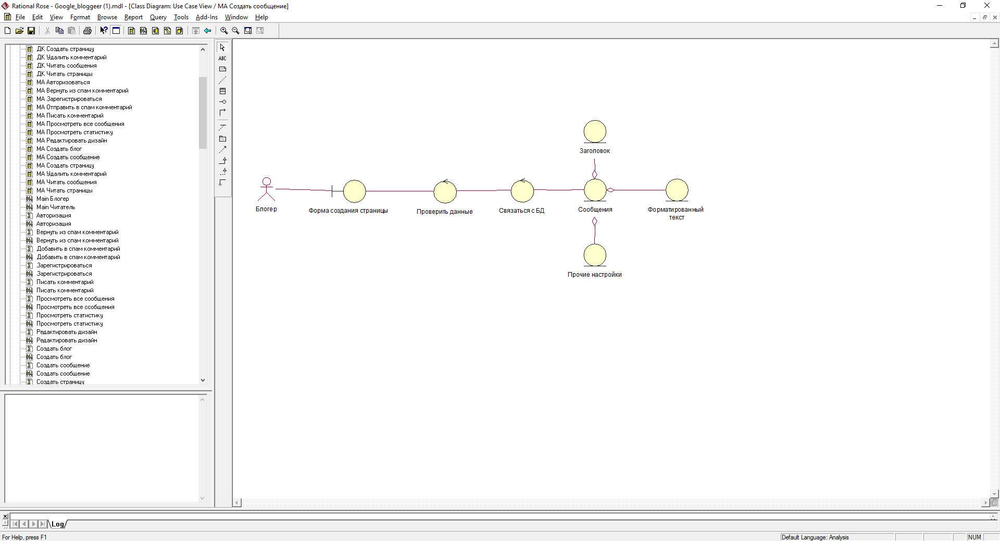 Rational Rose - Google_bloggeer (1).mdl - [Class Diagram: Use Case View / МА Создать сообщение]
File Edit View Format Browse Report Query Tools Add-Ins Window Help
ДК Создать страницу
ДК Удалить комментарий
ДК Читать сообщения
ДК Читать страницы
МА Авторизоваться
МА Вернуть из спам комментарий
МА Зарегистрироваться
МА Отправить в спам комментарий
МА Писать комментарий
МА Просмотреть все сообщения
МА Просмотреть статистику
МА Редактировать дизайн
МА Создать блог
МА Создать сообщение
МА Создать страницу
МА Удалить комментарий
МА Читать сообщения
МА Читать страницы
Main Блогер
Main Читатель
Авторизация
Авторизация
Вернуть из спам комментарий
Вернуть из спам комментарий
Добавить в спам комментарий
Добавить в спам комментарий
Зарегистрироваться
Зарегистрироваться
Писать комментарий
Писать комментарий
Просмотреть все сообщения
Просмотреть все ссобщения
Просмотреть статистику
Просмотреть статистику
Редактировать дизайн
Редактировать дизайн
Создать блог
Создать блог
Создать сообщение
Создать сообщение
Создать страницу
ABC
Заголовок
Блогер
Форма создания страницы
Проверить данные
Связаться с БД
Сообщения
Форматированный
текст
Прочие настройки
Log
For Help, press F1
Default Language: Analysis
NUM